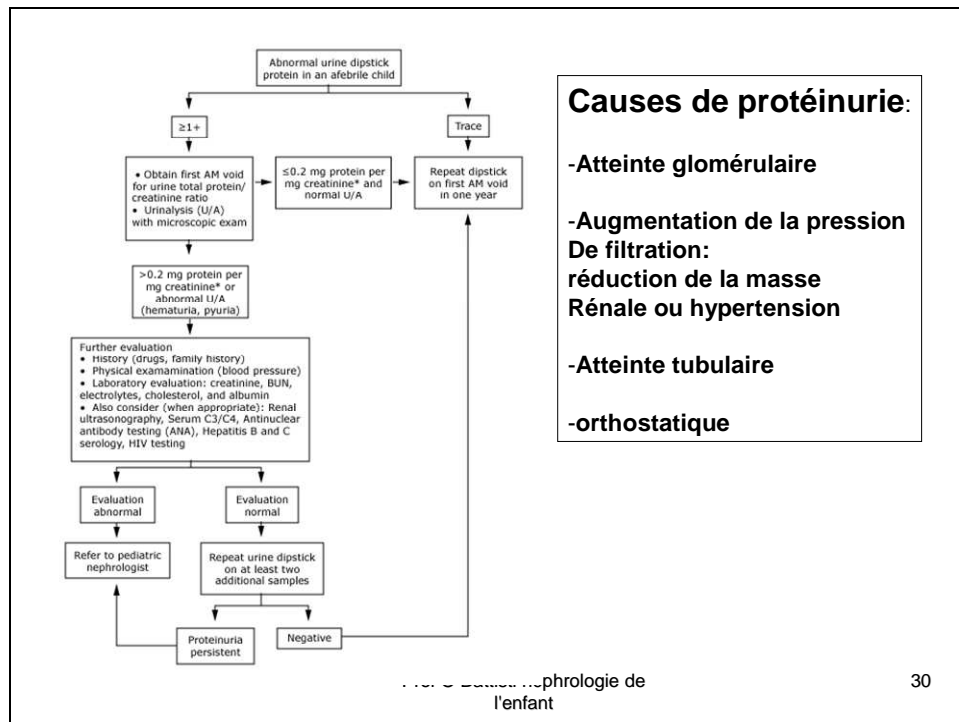 Abnormal urine dipstick
protein in an afebrile child
≥1+
Trace
• Obtain first AM void
for urine total protein/
creatinine ratio
• Urinalysis (U/A)
with microscopic exam
≤0.2 mg protein per
mg creatinine* and
normal U/A
Repeat dipstick
on first AM void
in one year
>0.2 mg protein per
mg creatinine* or
abnormal U/A
(hematuria, pyuria)
Further evaluation
• History (drugs, family history)
• Physical examamination (blood pressure)
• Laboratory evaluation: creatinine, BUN,
electrolytes, cholesterol, and albumin
• Also consider (when appropriate): Renal
ultrasonography, Serum C3/C4, Antinuclear
antibody testing (ANA), Hepatitis B and C
serology, HIV testing
Evaluation
abnormal
Evaluation
normal
Refer to pediatric
nephrologist
Repeat urine dipstick
on at least two
additional samples
Proteinuria
persistent
Negative
Causes de protéinurie:
-Atteinte glomérulaire
-Augmentation de la pression
De filtration:
réduction de la masse
Rénale ou hypertension
-Atteinte tubulaire
-orthostatique
nephrologie de
l'enfant
30